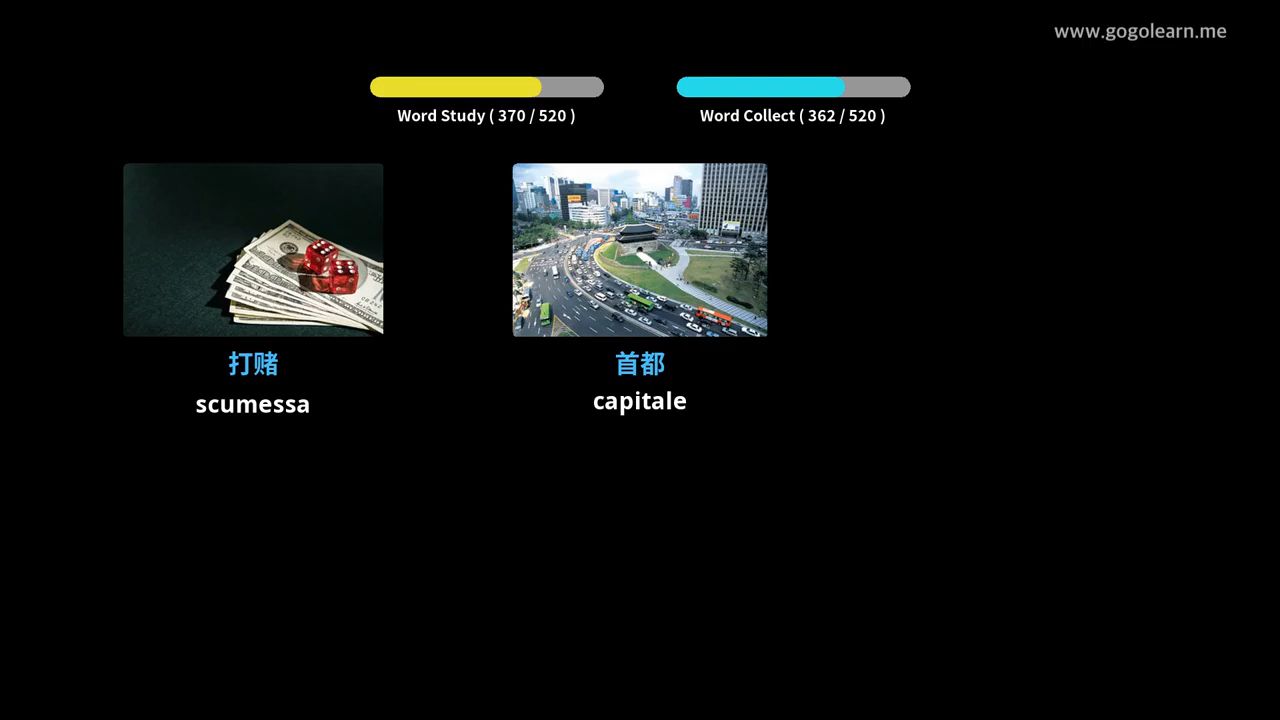 www.gogolearn.me
Word Study ( 370 / 520 )
Word Collect ( 362 / 520 )
打赌
scumessa
首都
capitale